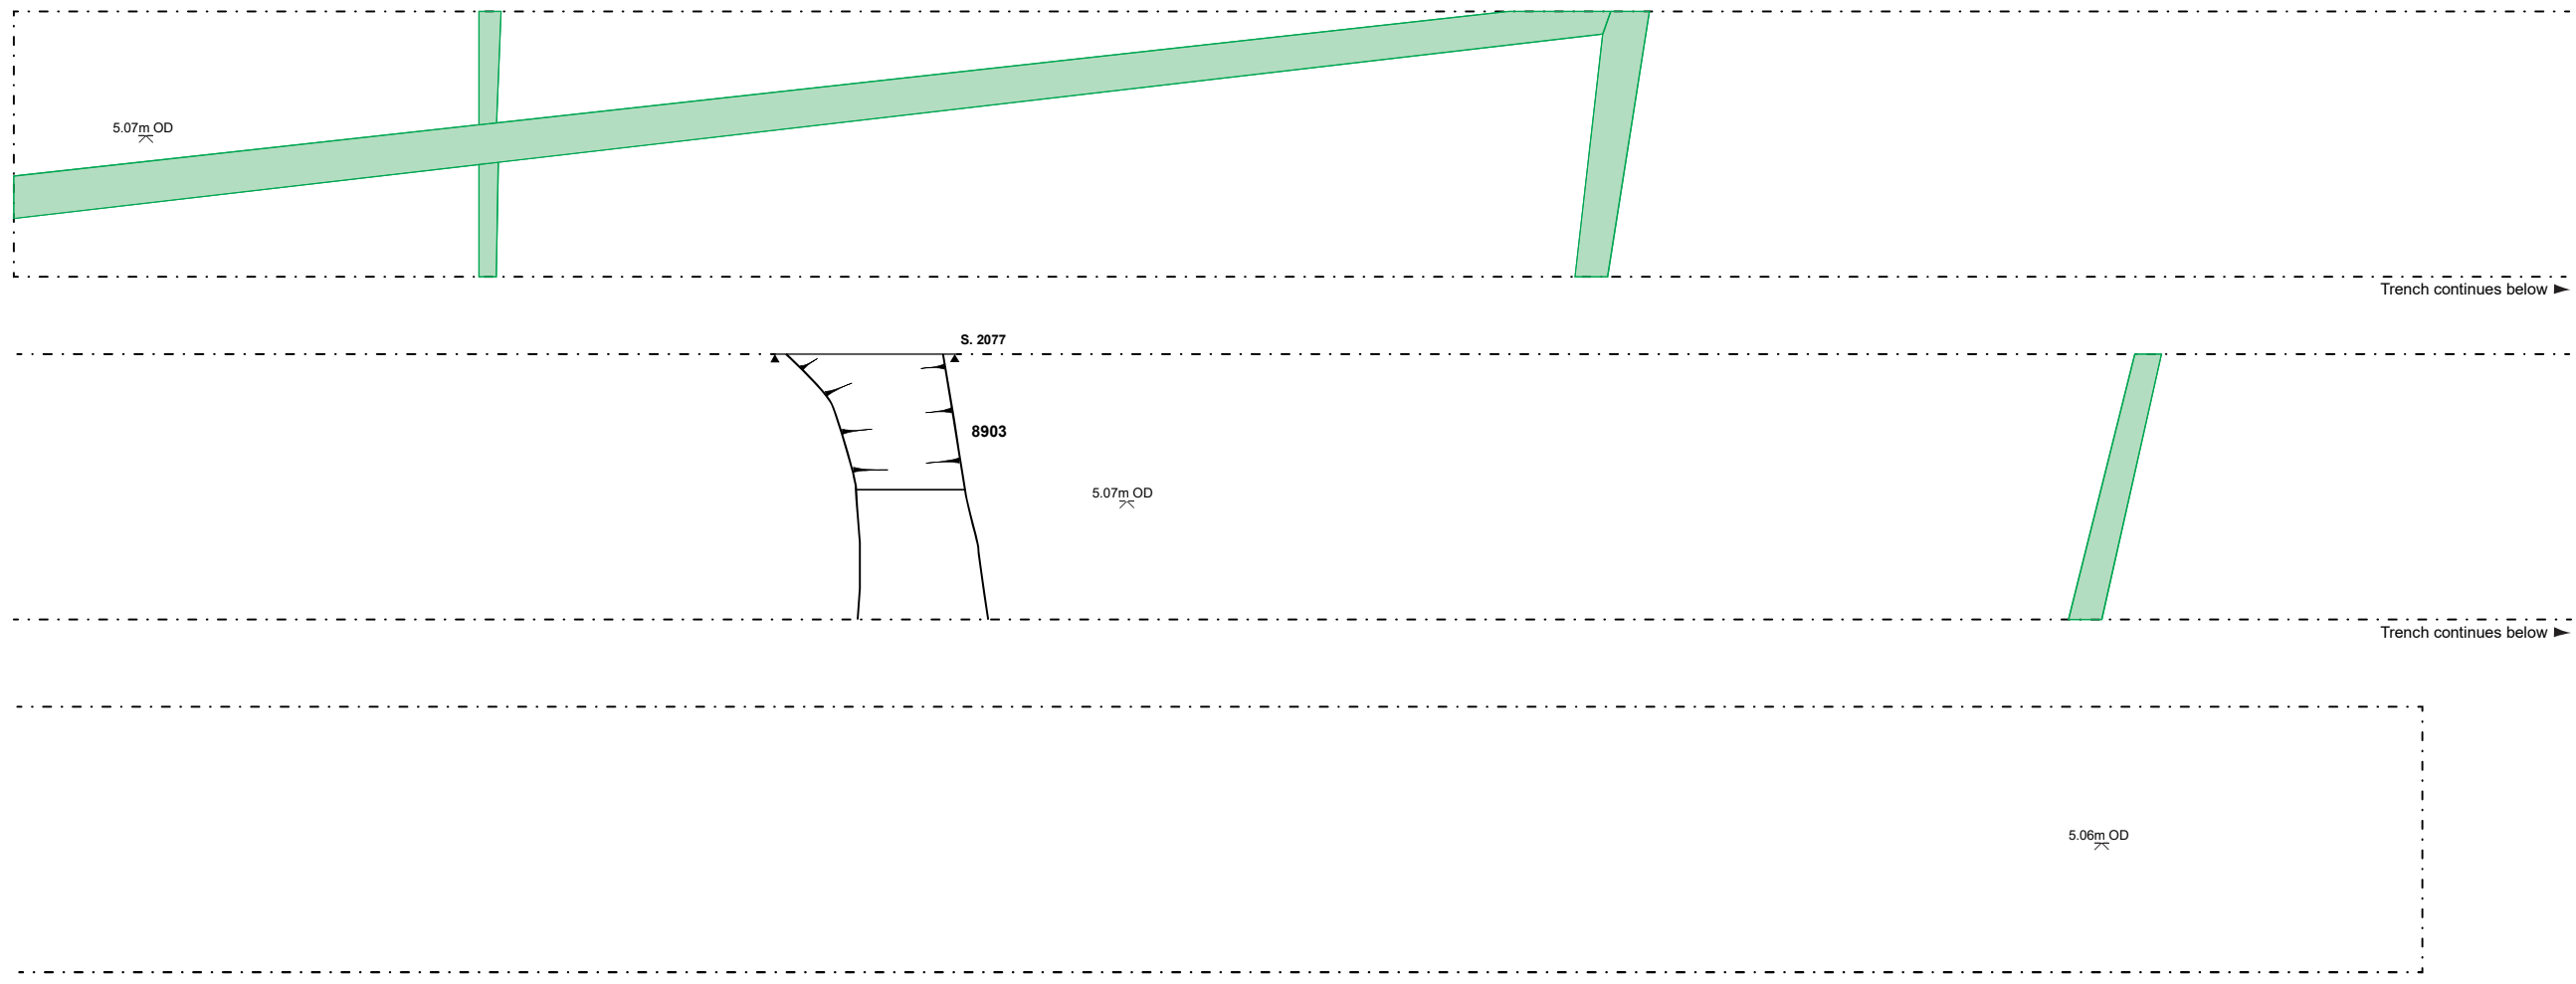 5.07m OD
Trench continues below
S. 2077
8903
5.07m OD
Trench continues below
5.06m OD